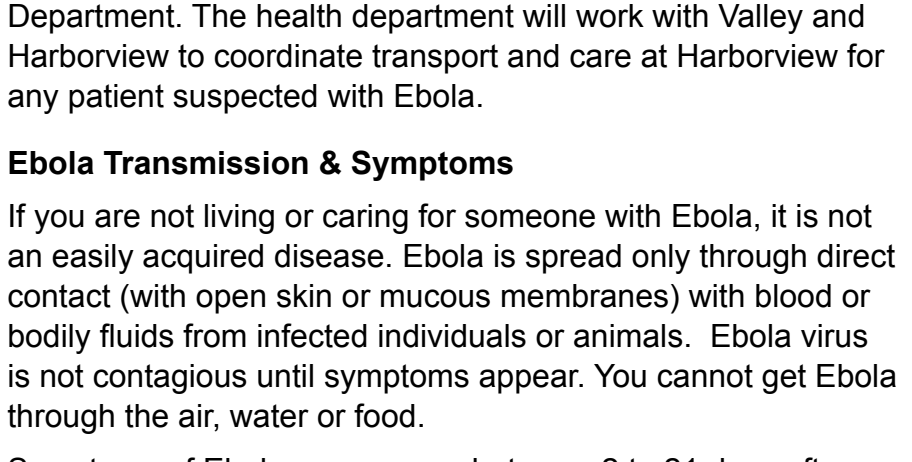 Department. The health department will work with Valley and
Harborview to coordinate transport and care at Harborview for
any patient suspected with Ebola.
Ebola Transmission & Symptoms
If you are not living or caring for someone with Ebola, it is not
an easily acquired disease. Ebola is spread only through direct
contact (with open skin or mucous membranes) with blood or
bodily fluids from infected individuals or animals.  Ebola virus
is not contagious until symptoms appear. You cannot get Ebola
through the air, water or food.